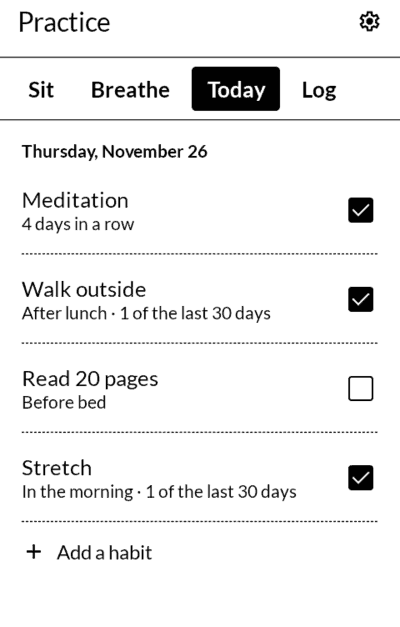 Practice
Sit Breathe Today Log
Thursday, November 26
Meditation
4 days in a row
Walk outside
After lunch · 1 of the last 30 days
Read 20 pages
Before bed
Stretch
In the morning · 1 of the last 30 days
+ Add a habit